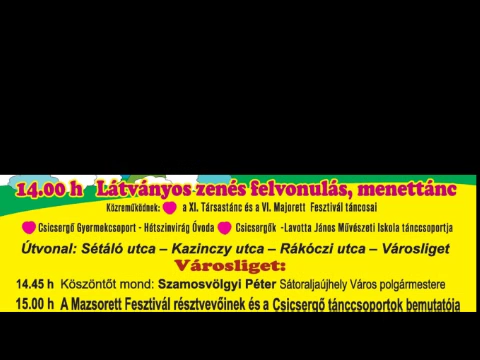 14.00 h Látványos zenés felvonulás, menettánc
Közreműködnek: a XI. Társastánc és a VI. Majorett Fesztivál táncosai
Csicsergő Gyermekcsoport - Hétszínvirág Óvoda Csicsergők -Lavotta János Művészeti Iskola tánccsoportja
Útvonal: Sétáló utca – Kazinczy utca – Rákóczi utca – Városliget
Városliget:
14.45 h Köszöntőt mond: Szamosvölgyi Péter Sátoraljaújhely Város polgármestere
15.00 h A Mazsorett Fesztivál résztvevőinek és a Csicsergő tánccsoportok bemutatója